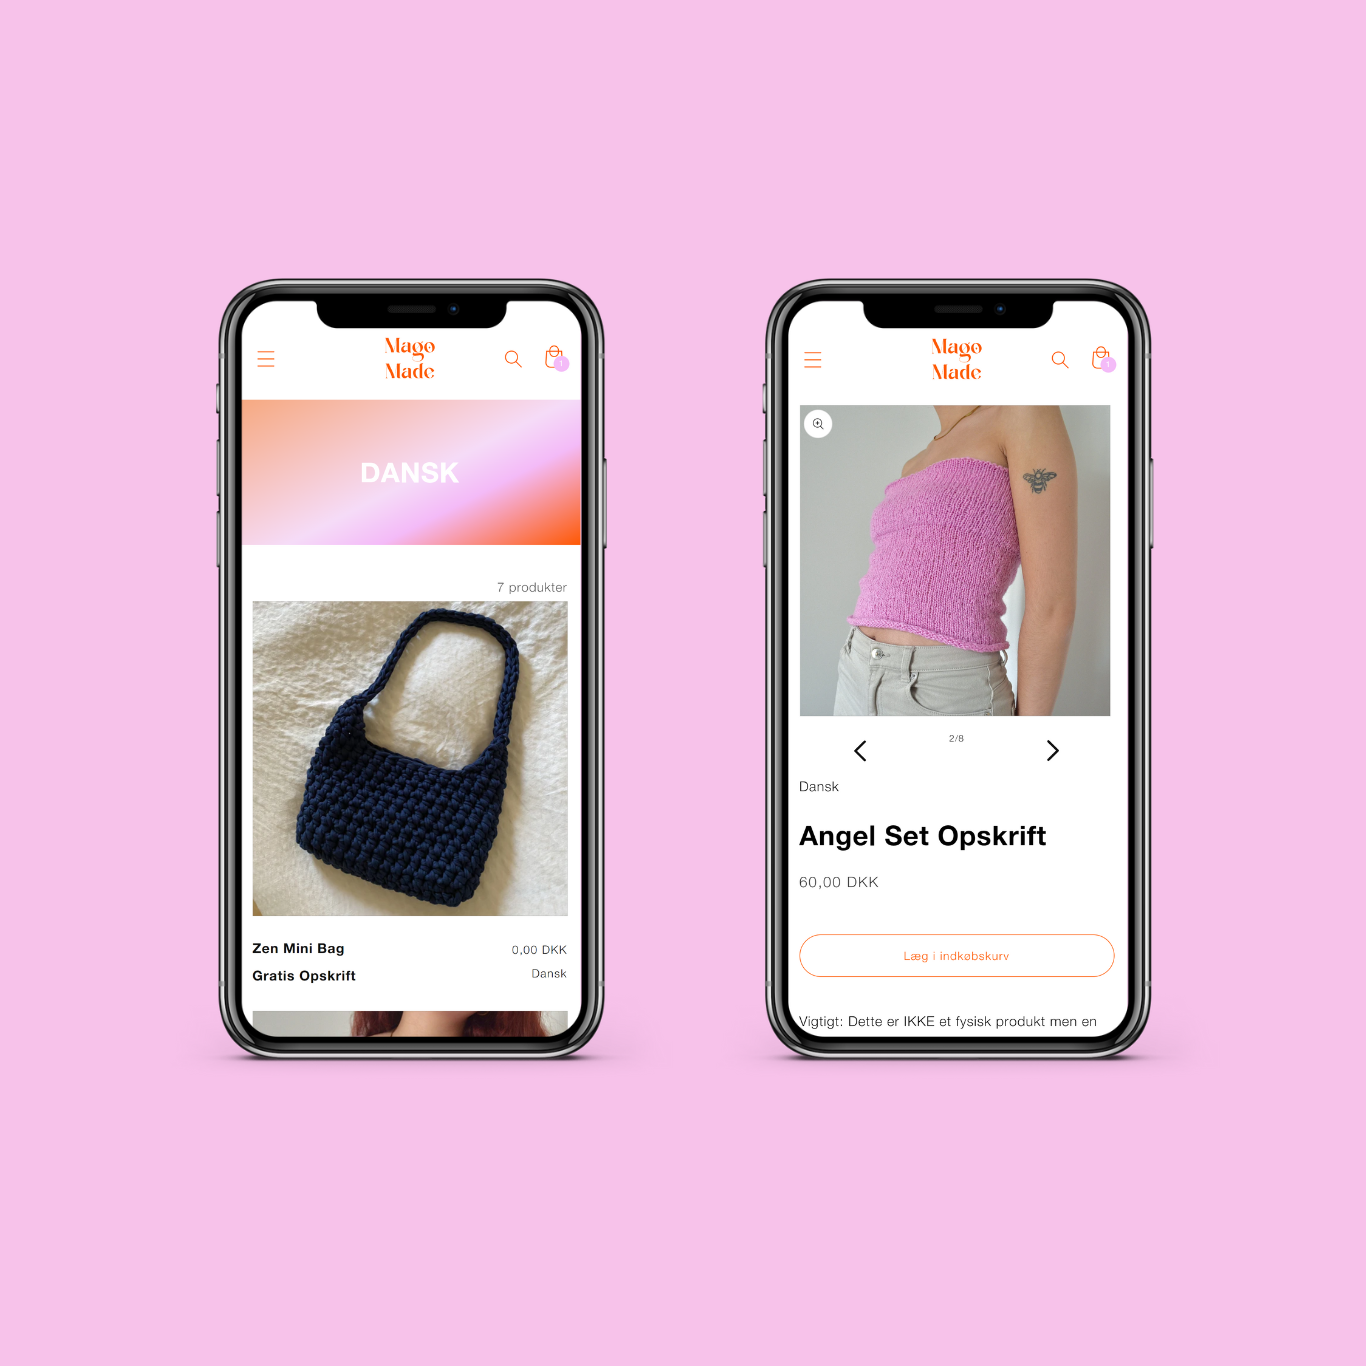 Mago
Made
DANSK
7 produkter
Zen Mini Bag
0,00 DKK
Gratis Opskrift
Dansk
Mago
Made
2/8
Dansk
Angel Set Opskrift
60,00 DKK
Læg i indkøbskurv
Vigtigt: Dette er IKKE et fysisk produkt men en